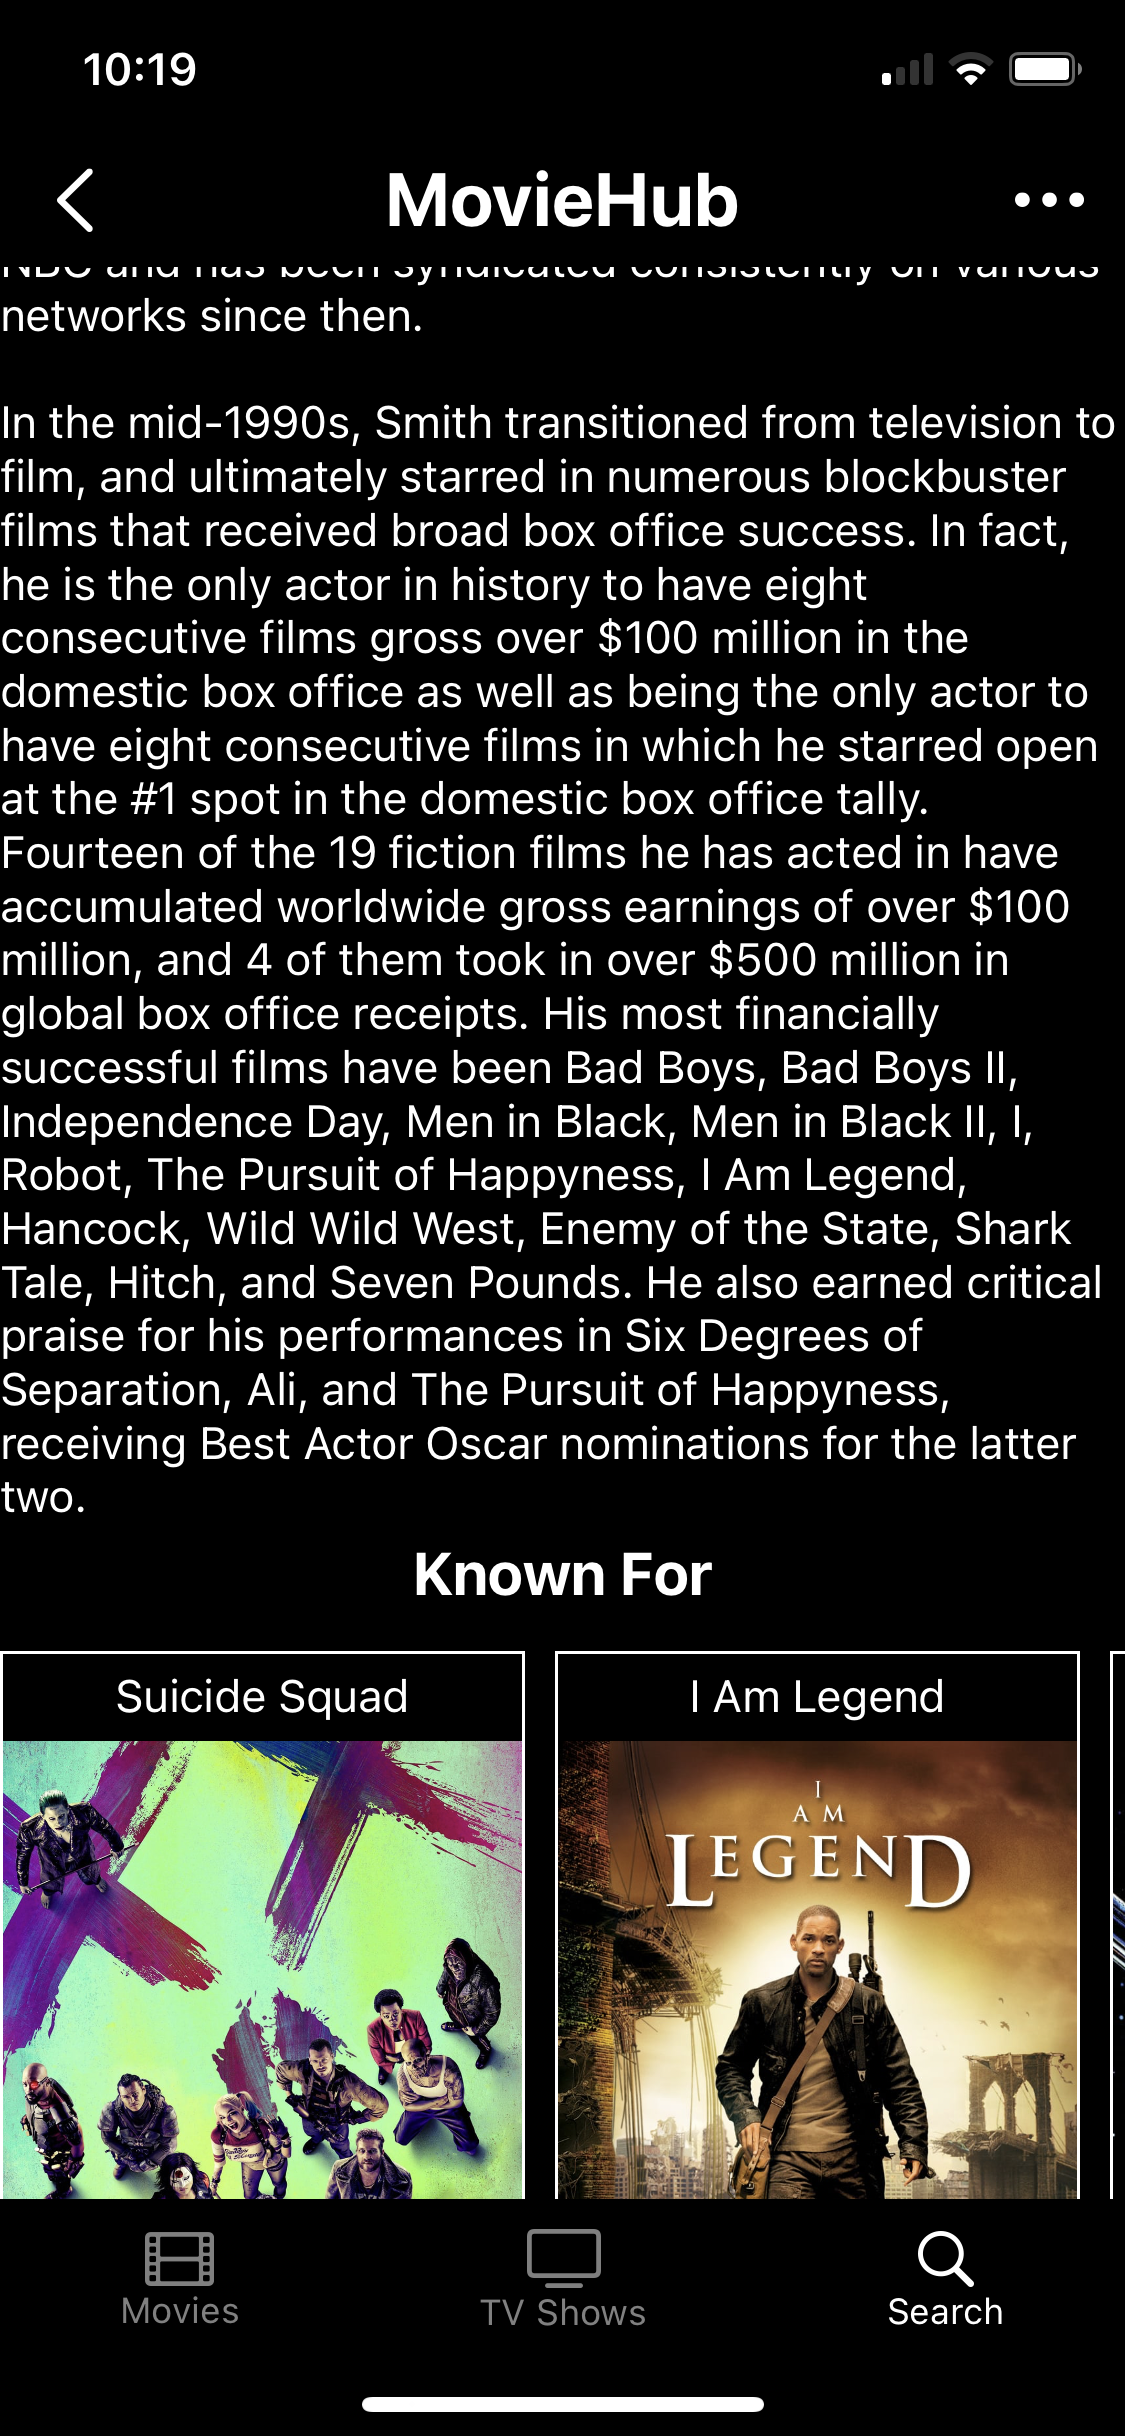 10:19
MovieHub
NBC and has been syndicated consistently on various
networks since then.
In the mid-1990s, Smith transitioned from television to
film, and ultimately starred in numerous blockbuster
films that received broad box office success. In fact,
he is the only actor in history to have eight
consecutive films gross over $100 million in the
domestic box office as well as being the only actor to
have eight consecutive films in which he starred open
at the #1 spot in the domestic box office tally.
Fourteen of the 19 fiction films he has acted in have
accumulated worldwide gross earnings of over $100
million, and 4 of them took in over $500 million in
global box office receipts. His most financially
successful films have been Bad Boys, Bad Boys II,
Independence Day, Men in Black, Men in Black II, I,
Robot, The Pursuit of Happyness, I Am Legend,
Hancock, Wild Wild West, Enemy of the State, Shark
Tale, Hitch, and Seven Pounds. He also earned critical
praise for his performances in Six Degrees of
Separation, Ali, and The Pursuit of Happyness,
receiving Best Actor Oscar nominations for the latter
two.
Known For
Suicide Squad
I Am Legend
I
AM
LEGEND
Movies
TV Shows
Search